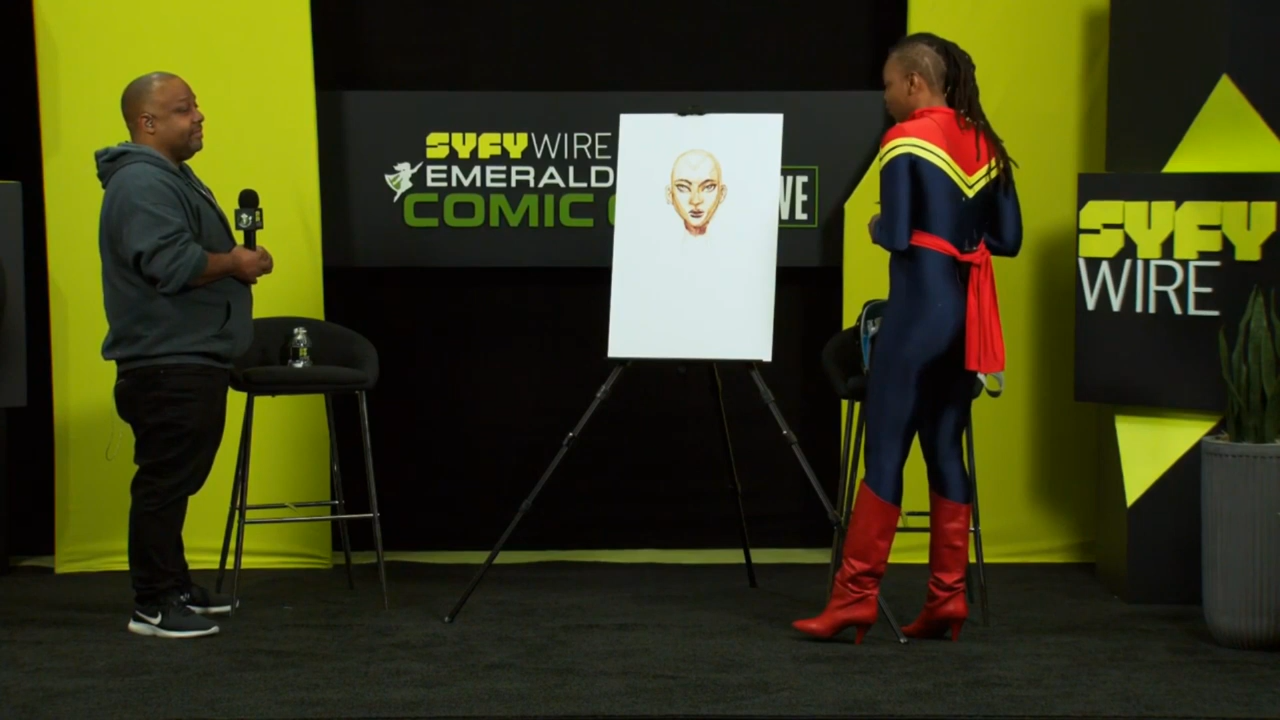 SYFY WIRE
EMERALD
COMIC
VE
SYFY
WIRE